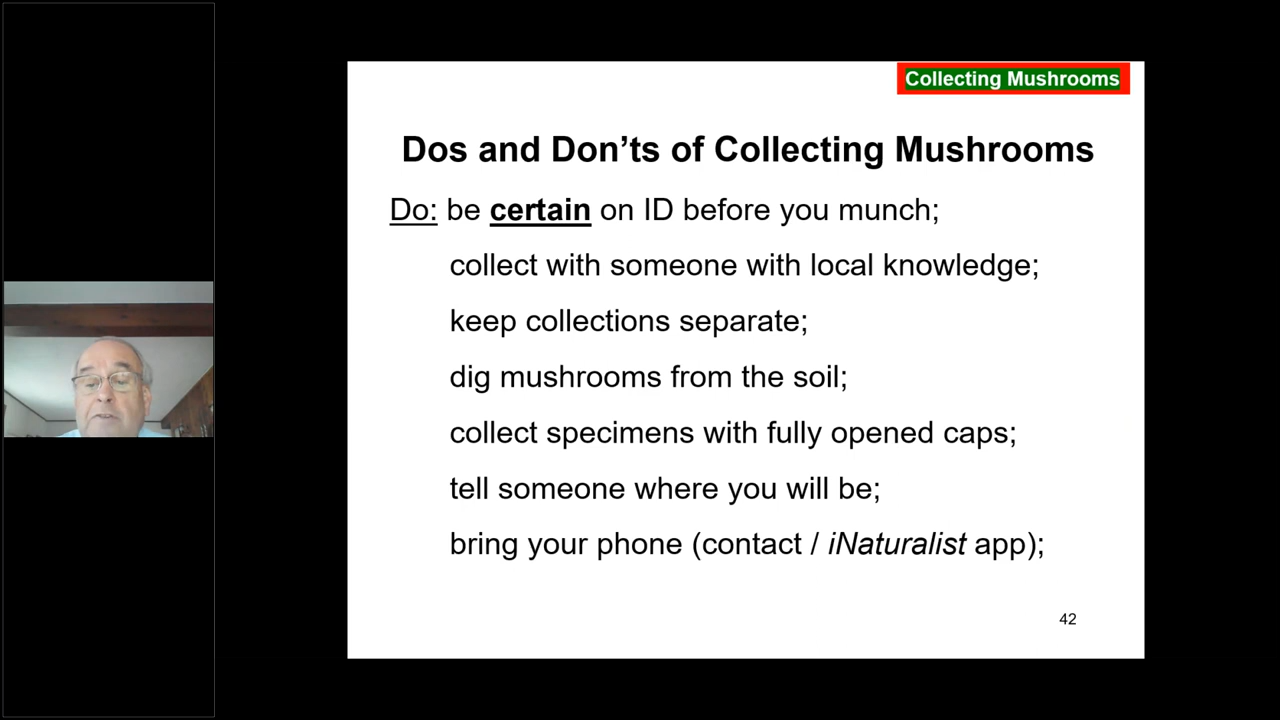 Collecting Mushrooms
Dos and Don’ts of Collecting Mushrooms
Do: be certain on ID before you munch;
collect with someone with local knowledge;
keep collections separate;
dig mushrooms from the soil;
collect specimens with fully opened caps;
tell someone where you will be;
bring your phone (contact / iNaturalist app);
42